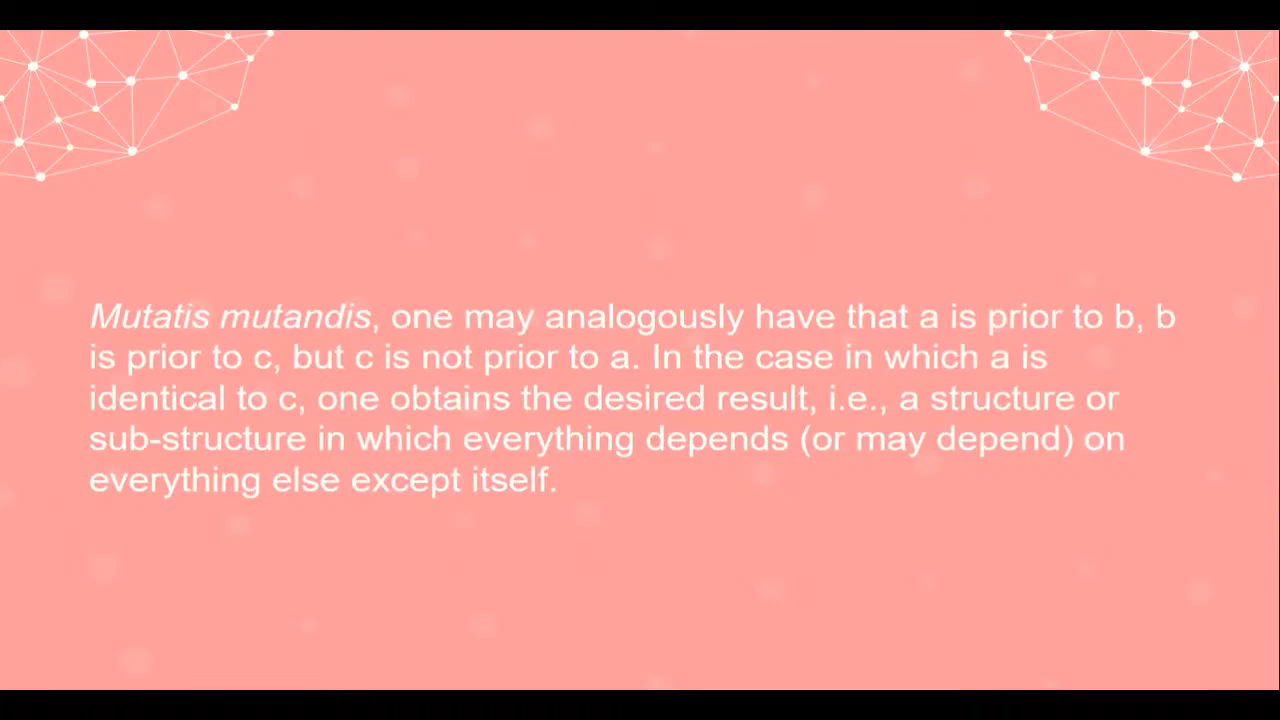 Mutatis mutandis, one may analogously have that a is prior to b, b
is prior to c, but c is not prior to a. In the case in which a is
identical to c, one obtains the desired result, i.e., a structure or
sub-structure in which everything depends (or may depend) on
everything else except itself.